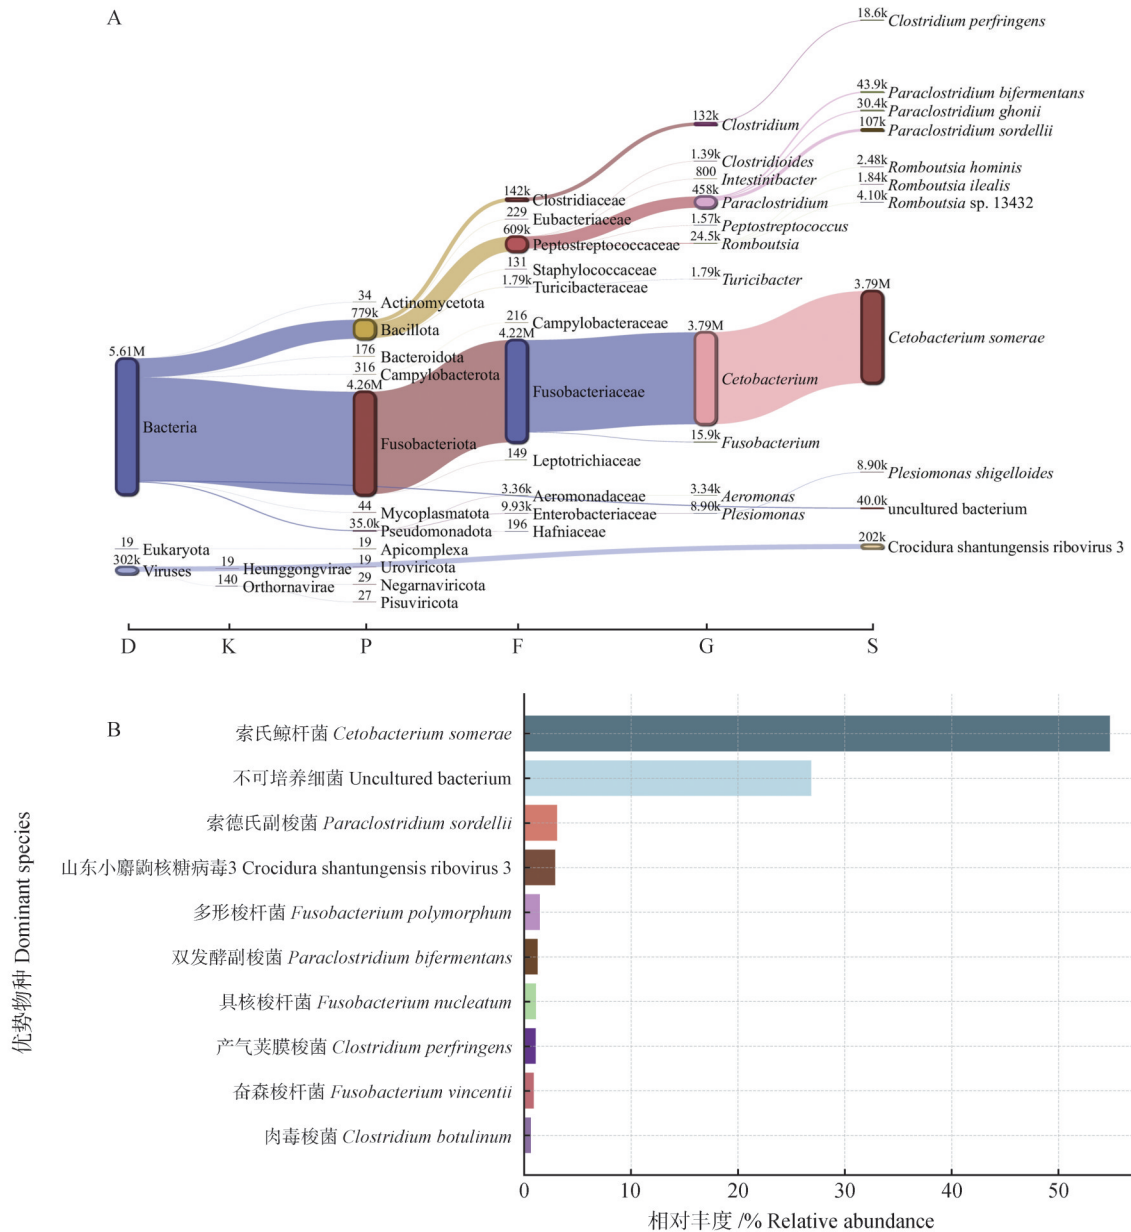 A
18.6k
Clostridium perfringens
43.9k
Paraclostridium bifermentans
30.4k
Paraclostridium ghonii
107k
Paraclostridium sordellii
132k
Clostridium
1.39k
Clostridioides
2.48k
Romboutsia hominis
800
Intestinibacter
1.84k
Romboutsia ilealis
142k
Clostridiaceae
458k
Paraclostridium
4.10k
Romboutsia sp. 13432
229
Eubacteriaceae
1.57k
Peptostreptococcus
609k
Peptostreptococcaceae
24.5k
Romboutsia
131
Staphylococcaceae
1.79k
Turicibacteraceae
1.79k
Turicibacter
34
Actinomycetota
779k
Bacillota
216
Campylobacteraceae
3.79M
Cetobacterium somerae
4.22M
Fusobacteriaceae
3.79M
Cetobacterium
5.61M
Bacteria
176
Bacteroidota
316
Campylobacterota
4.26M
Fusobacteriota
15.9k
Fusobacterium
149
Leptotrichiaceae
8.90k
Plesiomonas shigelloides
3.36k
Aeromonadaceae
3.34k
Aeromonas
40.0k
uncultured bacterium
44
Mycoplasmatota
9.93k
Enterobacteriaceae
8.90k
Plesiomonas
35.0k
Pseudomonadota
196
Hafniaceae
19
Eukaryota
19
Apicomplexa
202k
Crocidura shantungensis ribovirus 3
302k
Viruses
19
Heunggongvirae
19
Uroviricota
140
Orthornavirae
29
Negarnaviricota
27
Pisuviricota
D K P F G S
B
优势物种 Dominant species
索氏鲸杆菌 Cetobacterium somerae
不可培养细菌 Uncultured bacterium
索德氏副梭菌 Paraclostridium sordellii
山东小麝鼩核糖病毒3 Crocidura shantungensis ribovirus 3
多形梭杆菌 Fusobacterium polymorphum
双发酵副梭菌 Paraclostridium bifermentans
具核梭杆菌 Fusobacterium nucleatum
产气荚膜梭菌 Clostridium perfringens
奋森梭杆菌 Fusobacterium vincentii
肉毒梭菌 Clostridium botulinum
0 10 20 30 40 50
相对丰度 /% Relative abundance